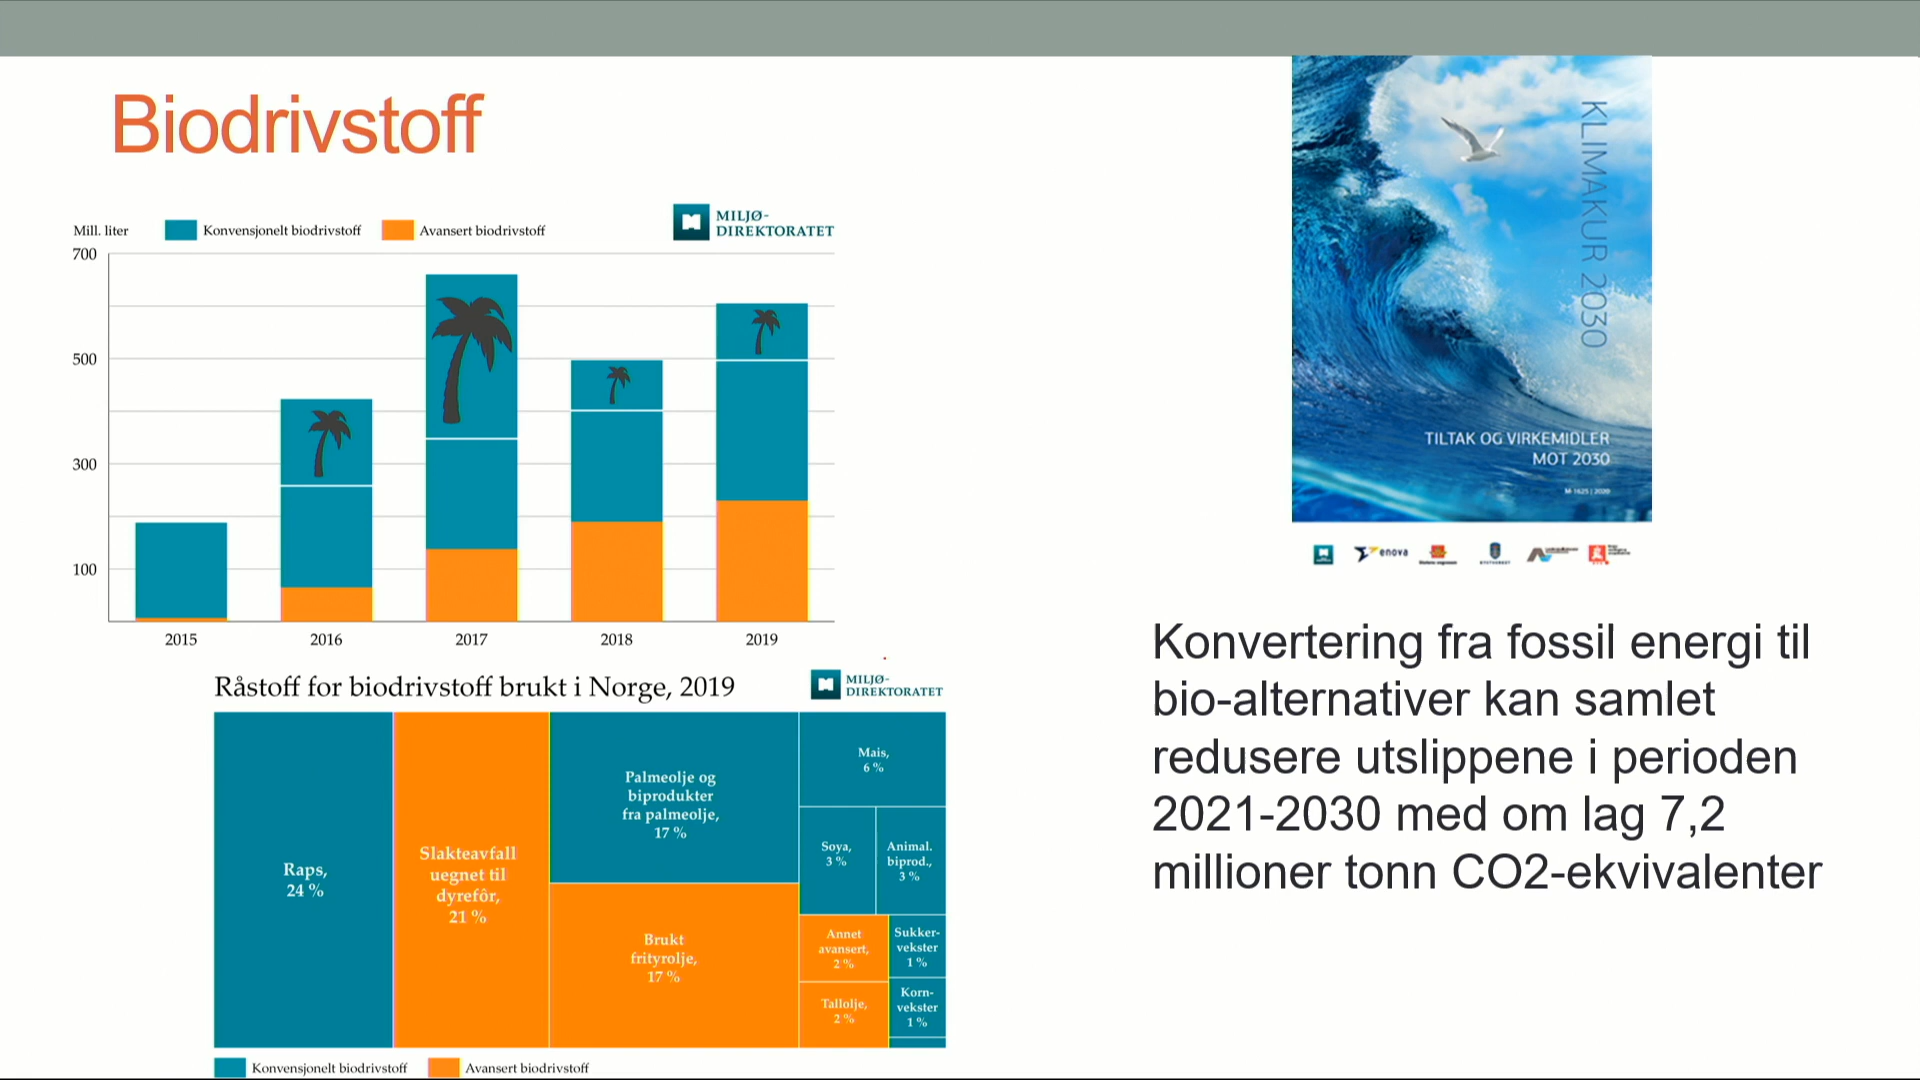 Biodrivstoff
Mill. liter
Konvensjonelt biodrivstoff
Avansert biodrivstoff
MILJØ-
DIREKTORATET
700
500
300
100
2015
2016
2017
2018
2019
Råstoff for biodrivstoff brukt i Norge, 2019
MILJØ-
DIREKTORATET
Raps,
24 %
Slakteavfall
uegnet til
dyrefôr,
21 %
Palmeolje og
biprodukter
fra palmeolje,
17 %
Brukt
frityrolje,
17 %
Mais,
6 %
Soya,
3 %
Animal.
biprod.,
3 %
Annet
avansert,
2 %
Sukker-
vekster
1 %
Tallolje,
2 %
Korn-
vekster
1 %
Konvensjonelt biodrivstoff
Avansert biodrivstoff
KLIMAKUR 2030
TILTAK OG VIRKEMIDLER
MOT 2030
M-1625 | 2020
enova
Konvertering fra fossil energi til
bio-alternativer kan samlet
redusere utslippene i perioden
2021-2030 med om lag 7,2
millioner tonn CO2-ekvivalenter